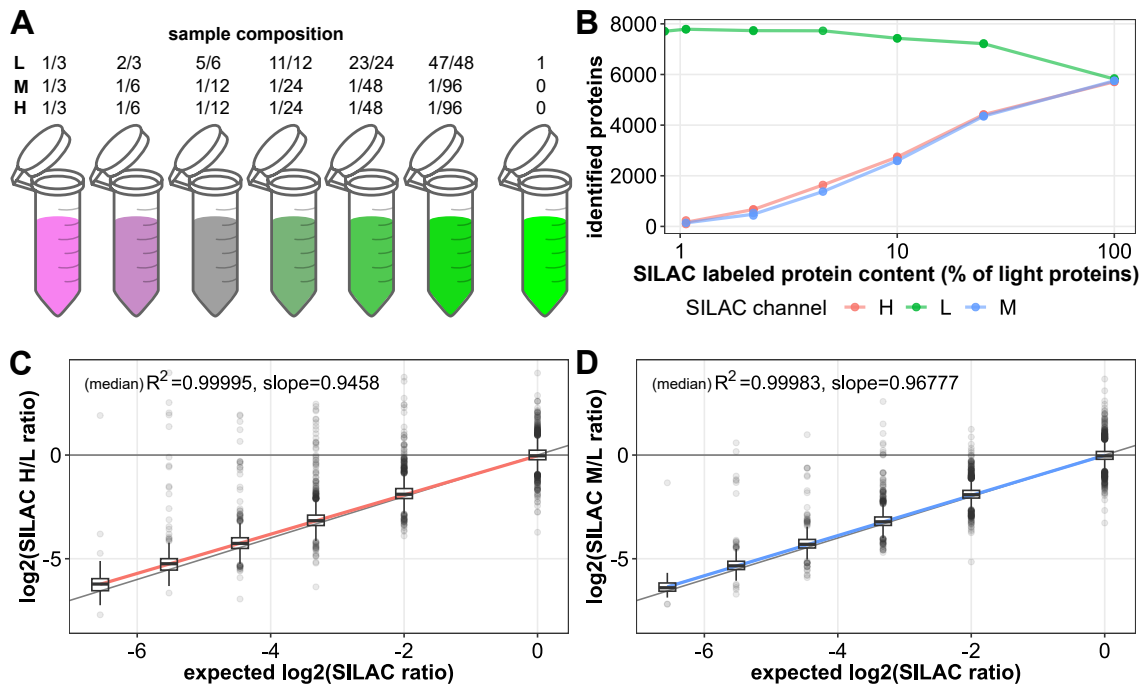 A
sample composition
L 1/3 2/3 5/6 11/12 23/24 47/48 1
M 1/3 1/6 1/12 1/24 1/48 1/96 0
H 1/3 1/6 1/12 1/24 1/48 1/96 0
B
identified proteins
8000
6000
4000
2000
0
1 10 100
SILAC labeled protein content (% of light proteins)
SILAC channel H L M
C
(median) R²=0.99995, slope=0.9458
log2(SILAC H/L ratio)
0
-5
-6 -4 -2 0
expected log2(SILAC ratio)
D
(median) R²=0.99983, slope=0.96777
log2(SILAC M/L ratio)
0
-5
-6 -4 -2 0
expected log2(SILAC ratio)